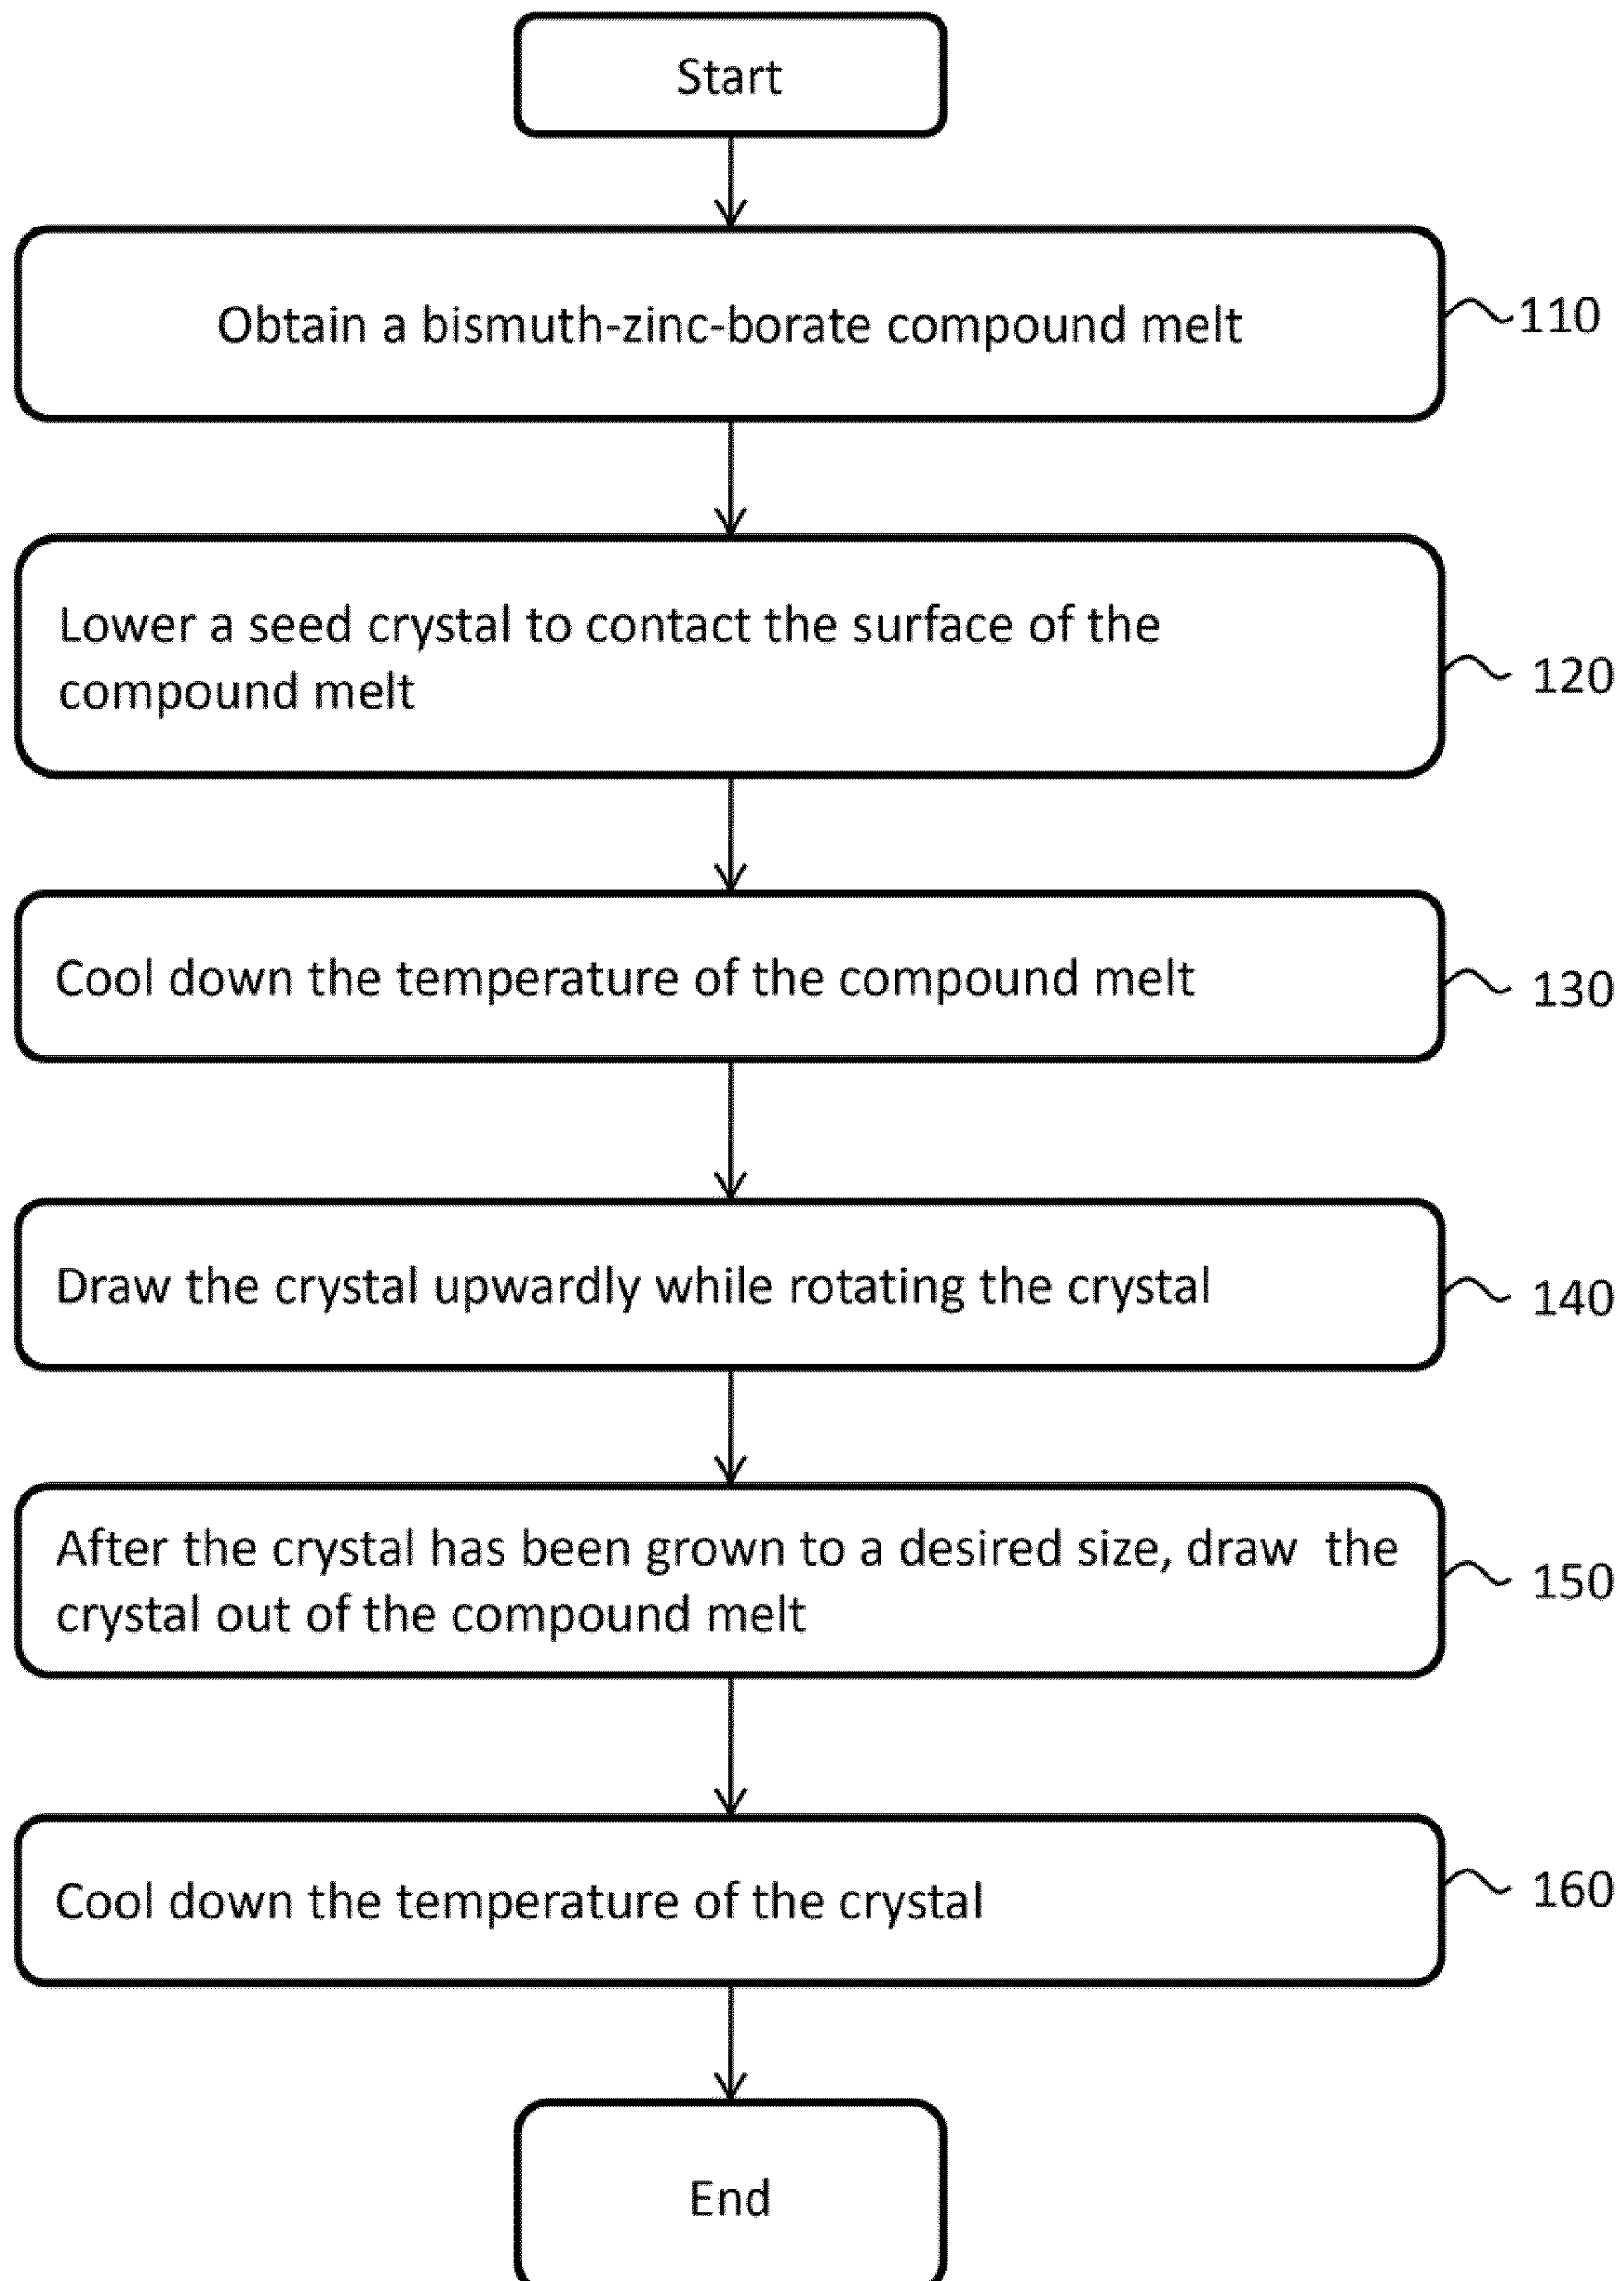 Start
Obtain a bismuth-zinc-borate compound melt
110
Lower a seed crystal to contact the surface of the
compound melt
120
Cool down the temperature of the compound melt
130
Draw the crystal upwardly while rotating the crystal
140
After the crystal has been grown to a desired size, draw  the
crystal out of the compound melt
150
Cool down the temperature of the crystal
160
End